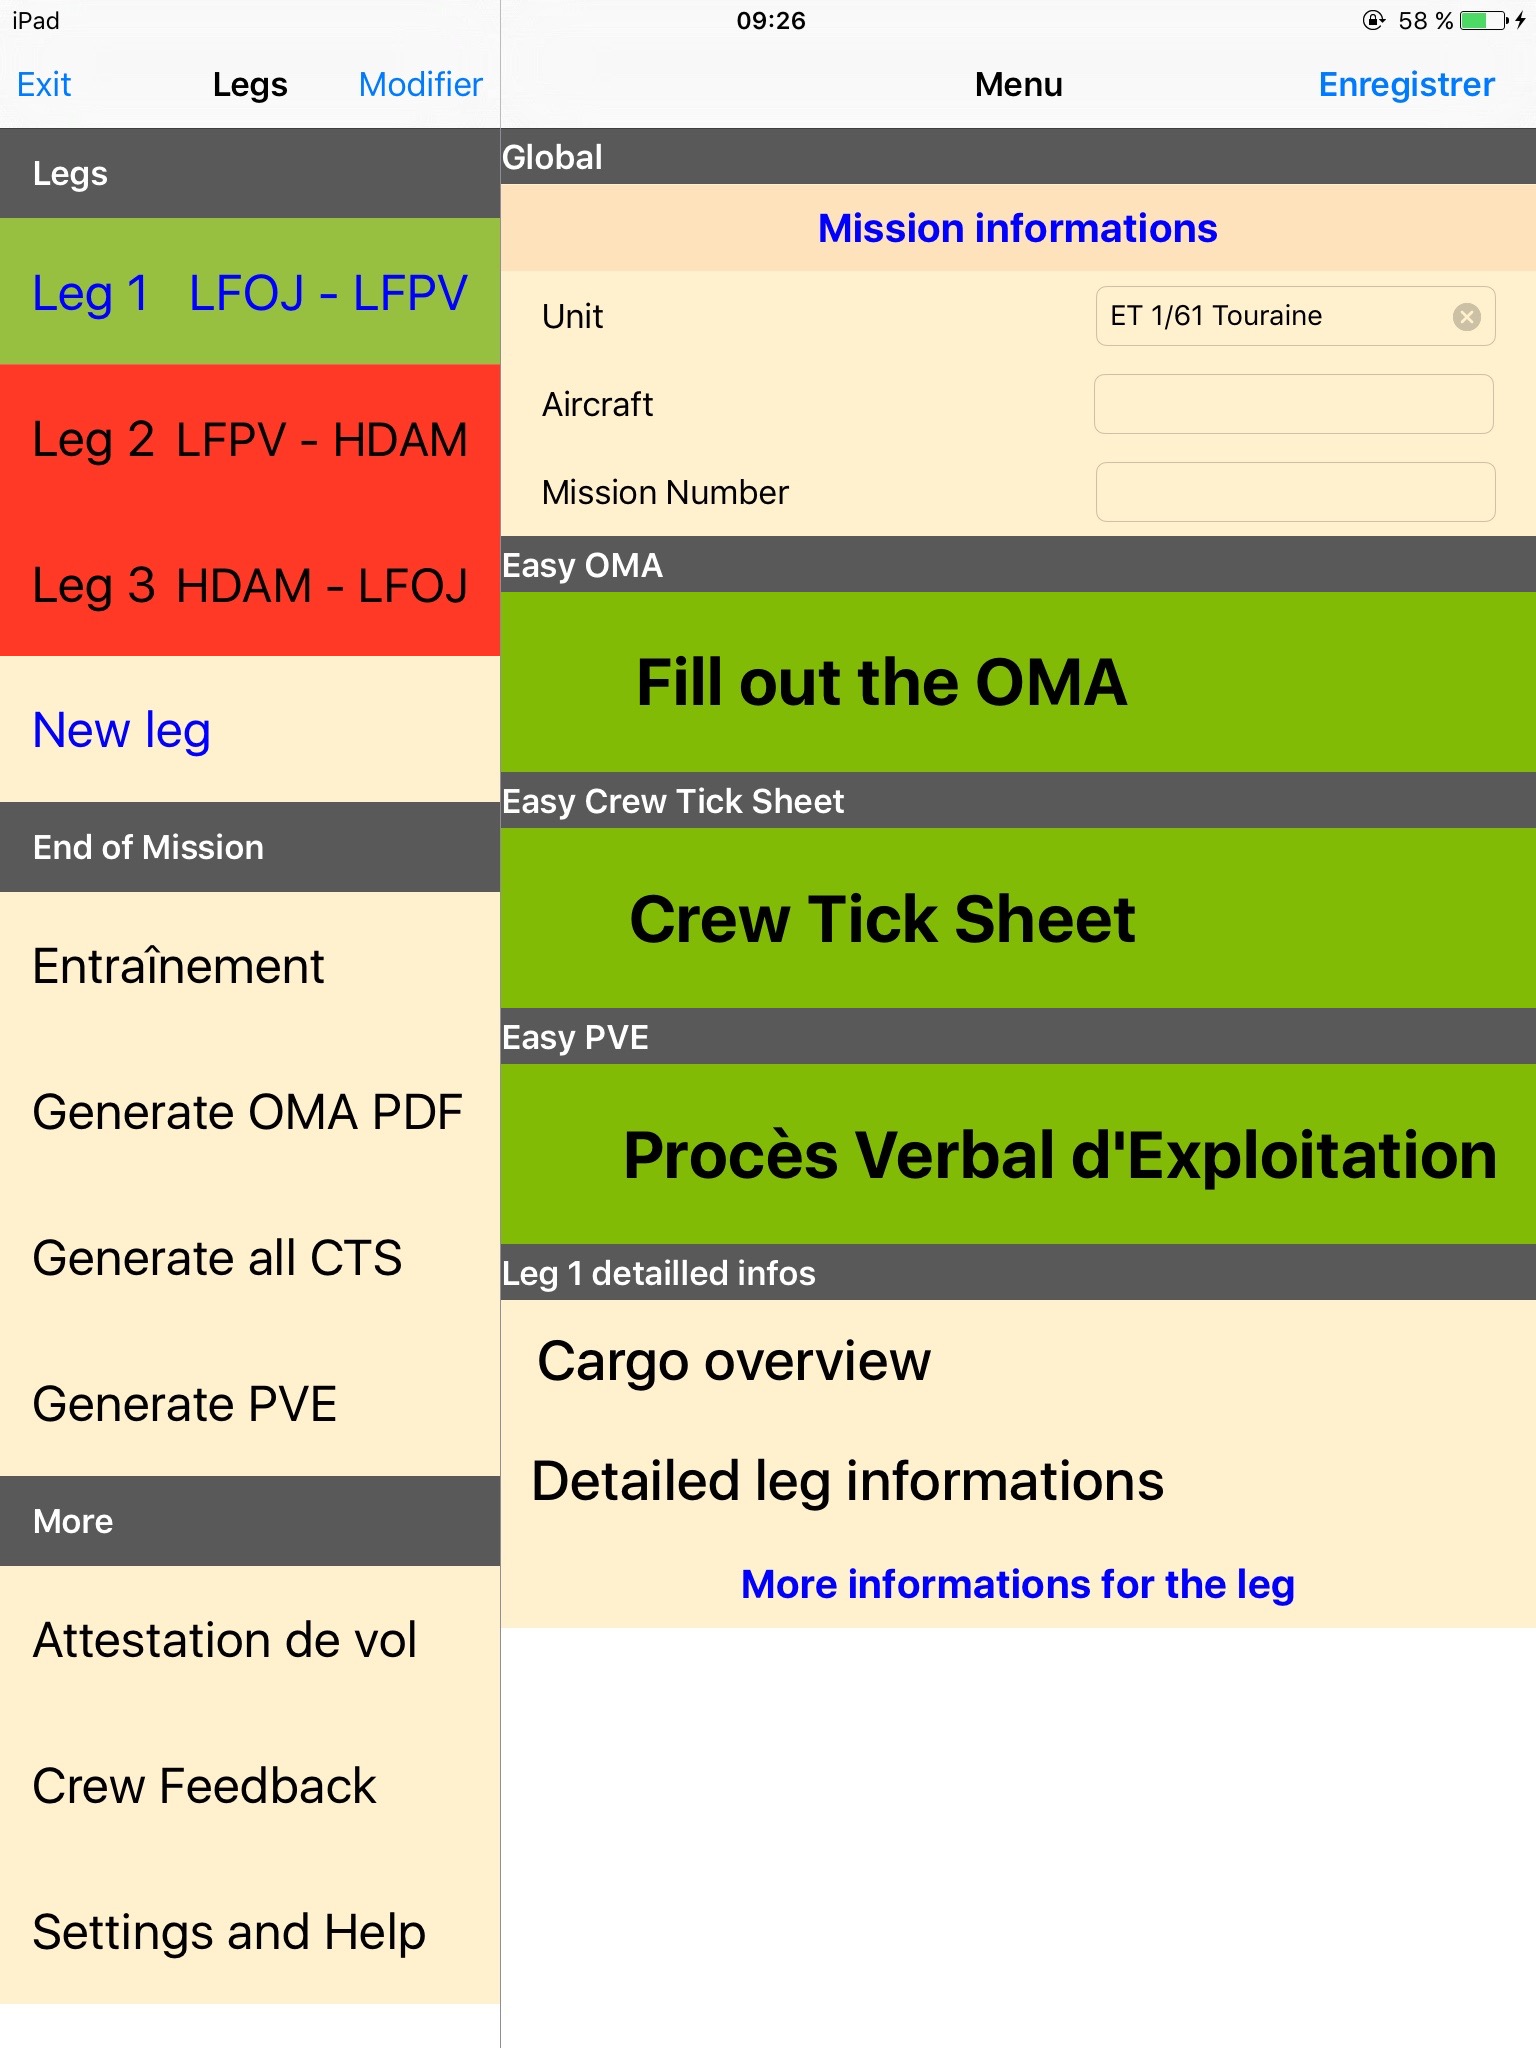 iPad
09:26
58 %
Exit
Legs
Modifier
Legs
Leg 1 LFOJ - LFPV
Leg 2 LFPV - HDAM
Leg 3 HDAM - LFOJ
New leg
End of Mission
Entraînement
Generate OMA PDF
Generate all CTS
Generate PVE
More
Attestation de vol
Crew Feedback
Settings and Help
Menu
Enregistrer
Global
Mission informations
Unit ET 1/61 Touraine
Aircraft
Mission Number
Easy OMA
Fill out the OMA
Easy Crew Tick Sheet
Crew Tick Sheet
Easy PVE
Procès Verbal d'Exploitation
Leg 1 detailled infos
Cargo overview
Detailed leg informations
More informations for the leg